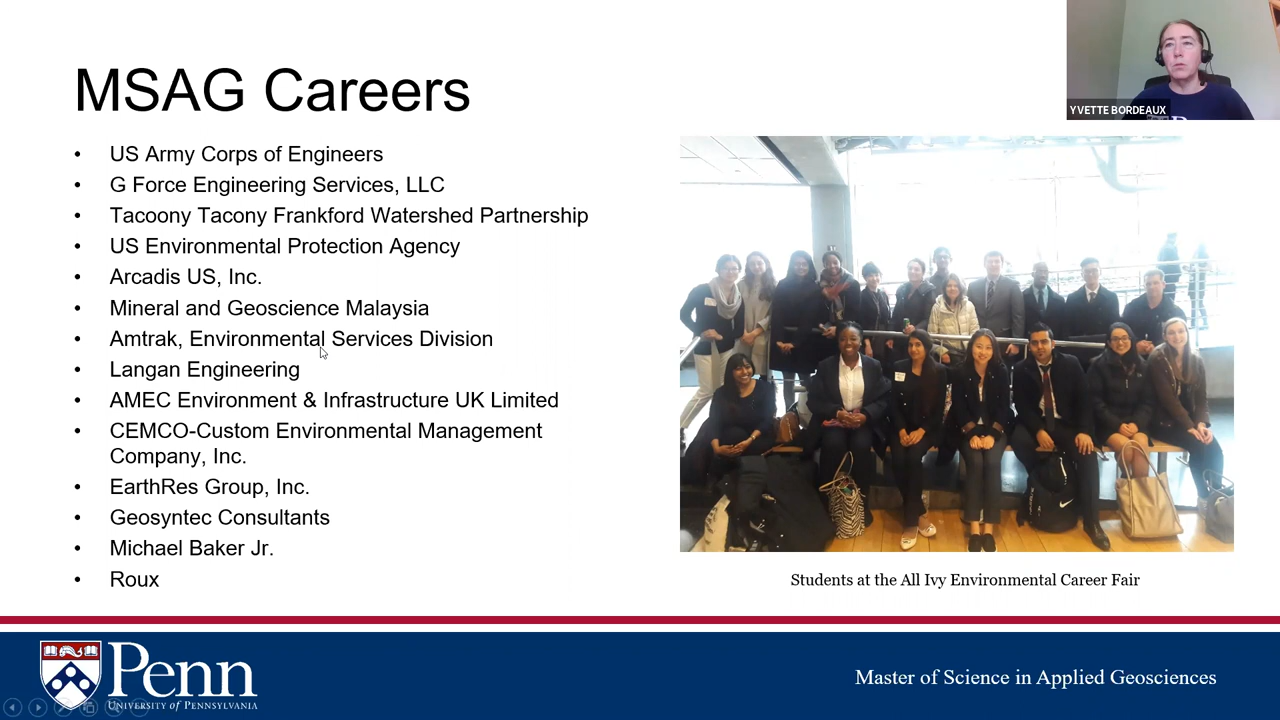 MSAG Careers
YVETTE BORDEAUX
• US Army Corps of Engineers
• G Force Engineering Services, LLC
• Tacoony Tacony Frankford Watershed Partnership
• US Environmental Protection Agency
• Arcadis US, Inc.
• Mineral and Geoscience Malaysia
• Amtrak, Environmental Services Division
• Langan Engineering
• AMEC Environment & Infrastructure UK Limited
• CEMCO-Custom Environmental Management
Company, Inc.
• EarthRes Group, Inc.
• Geosyntec Consultants
• Michael Baker Jr.
• Roux
Students at the All Ivy Environmental Career Fair
Penn
UNIVERSITY of PENNSYLVANIA
Master of Science in Applied Geosciences